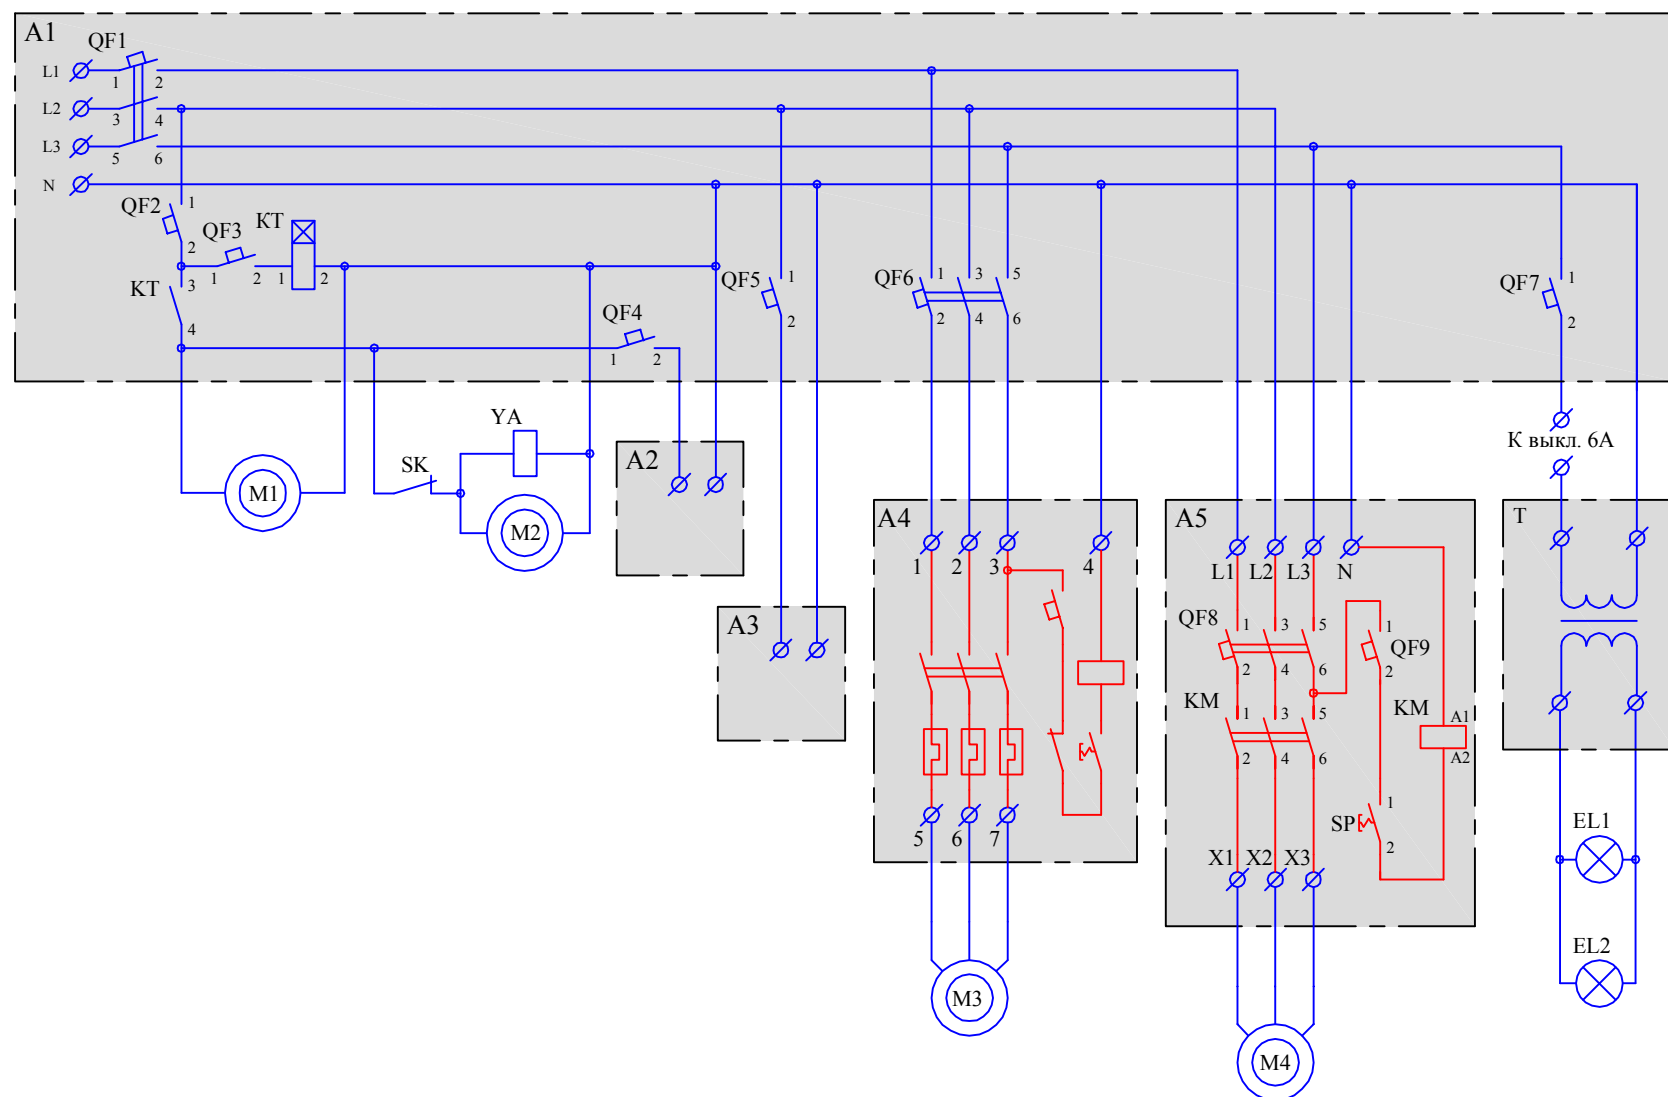 A1
QF1
L1 1 2
L2 3 4
L3 5 6
N
QF2 1
2
QF3 КТ
1 2 1 2
КТ 3
4
QF4
1 2
QF5 1
2
QF6 1 3 5
2 4 6
QF7 1
2
К выкл. 6А
YA
SK
M1
M2
A2
A3
A4
1 2 3 4
5 6 7
M3
A5
L1 L2 L3 N
QF8 1 3 5
2 4 6
1
QF9
2
KM 1 3 5
2 4 6
KM A1
A2
SP 1
2
X1 X2 X3
M4
T
EL1
EL2